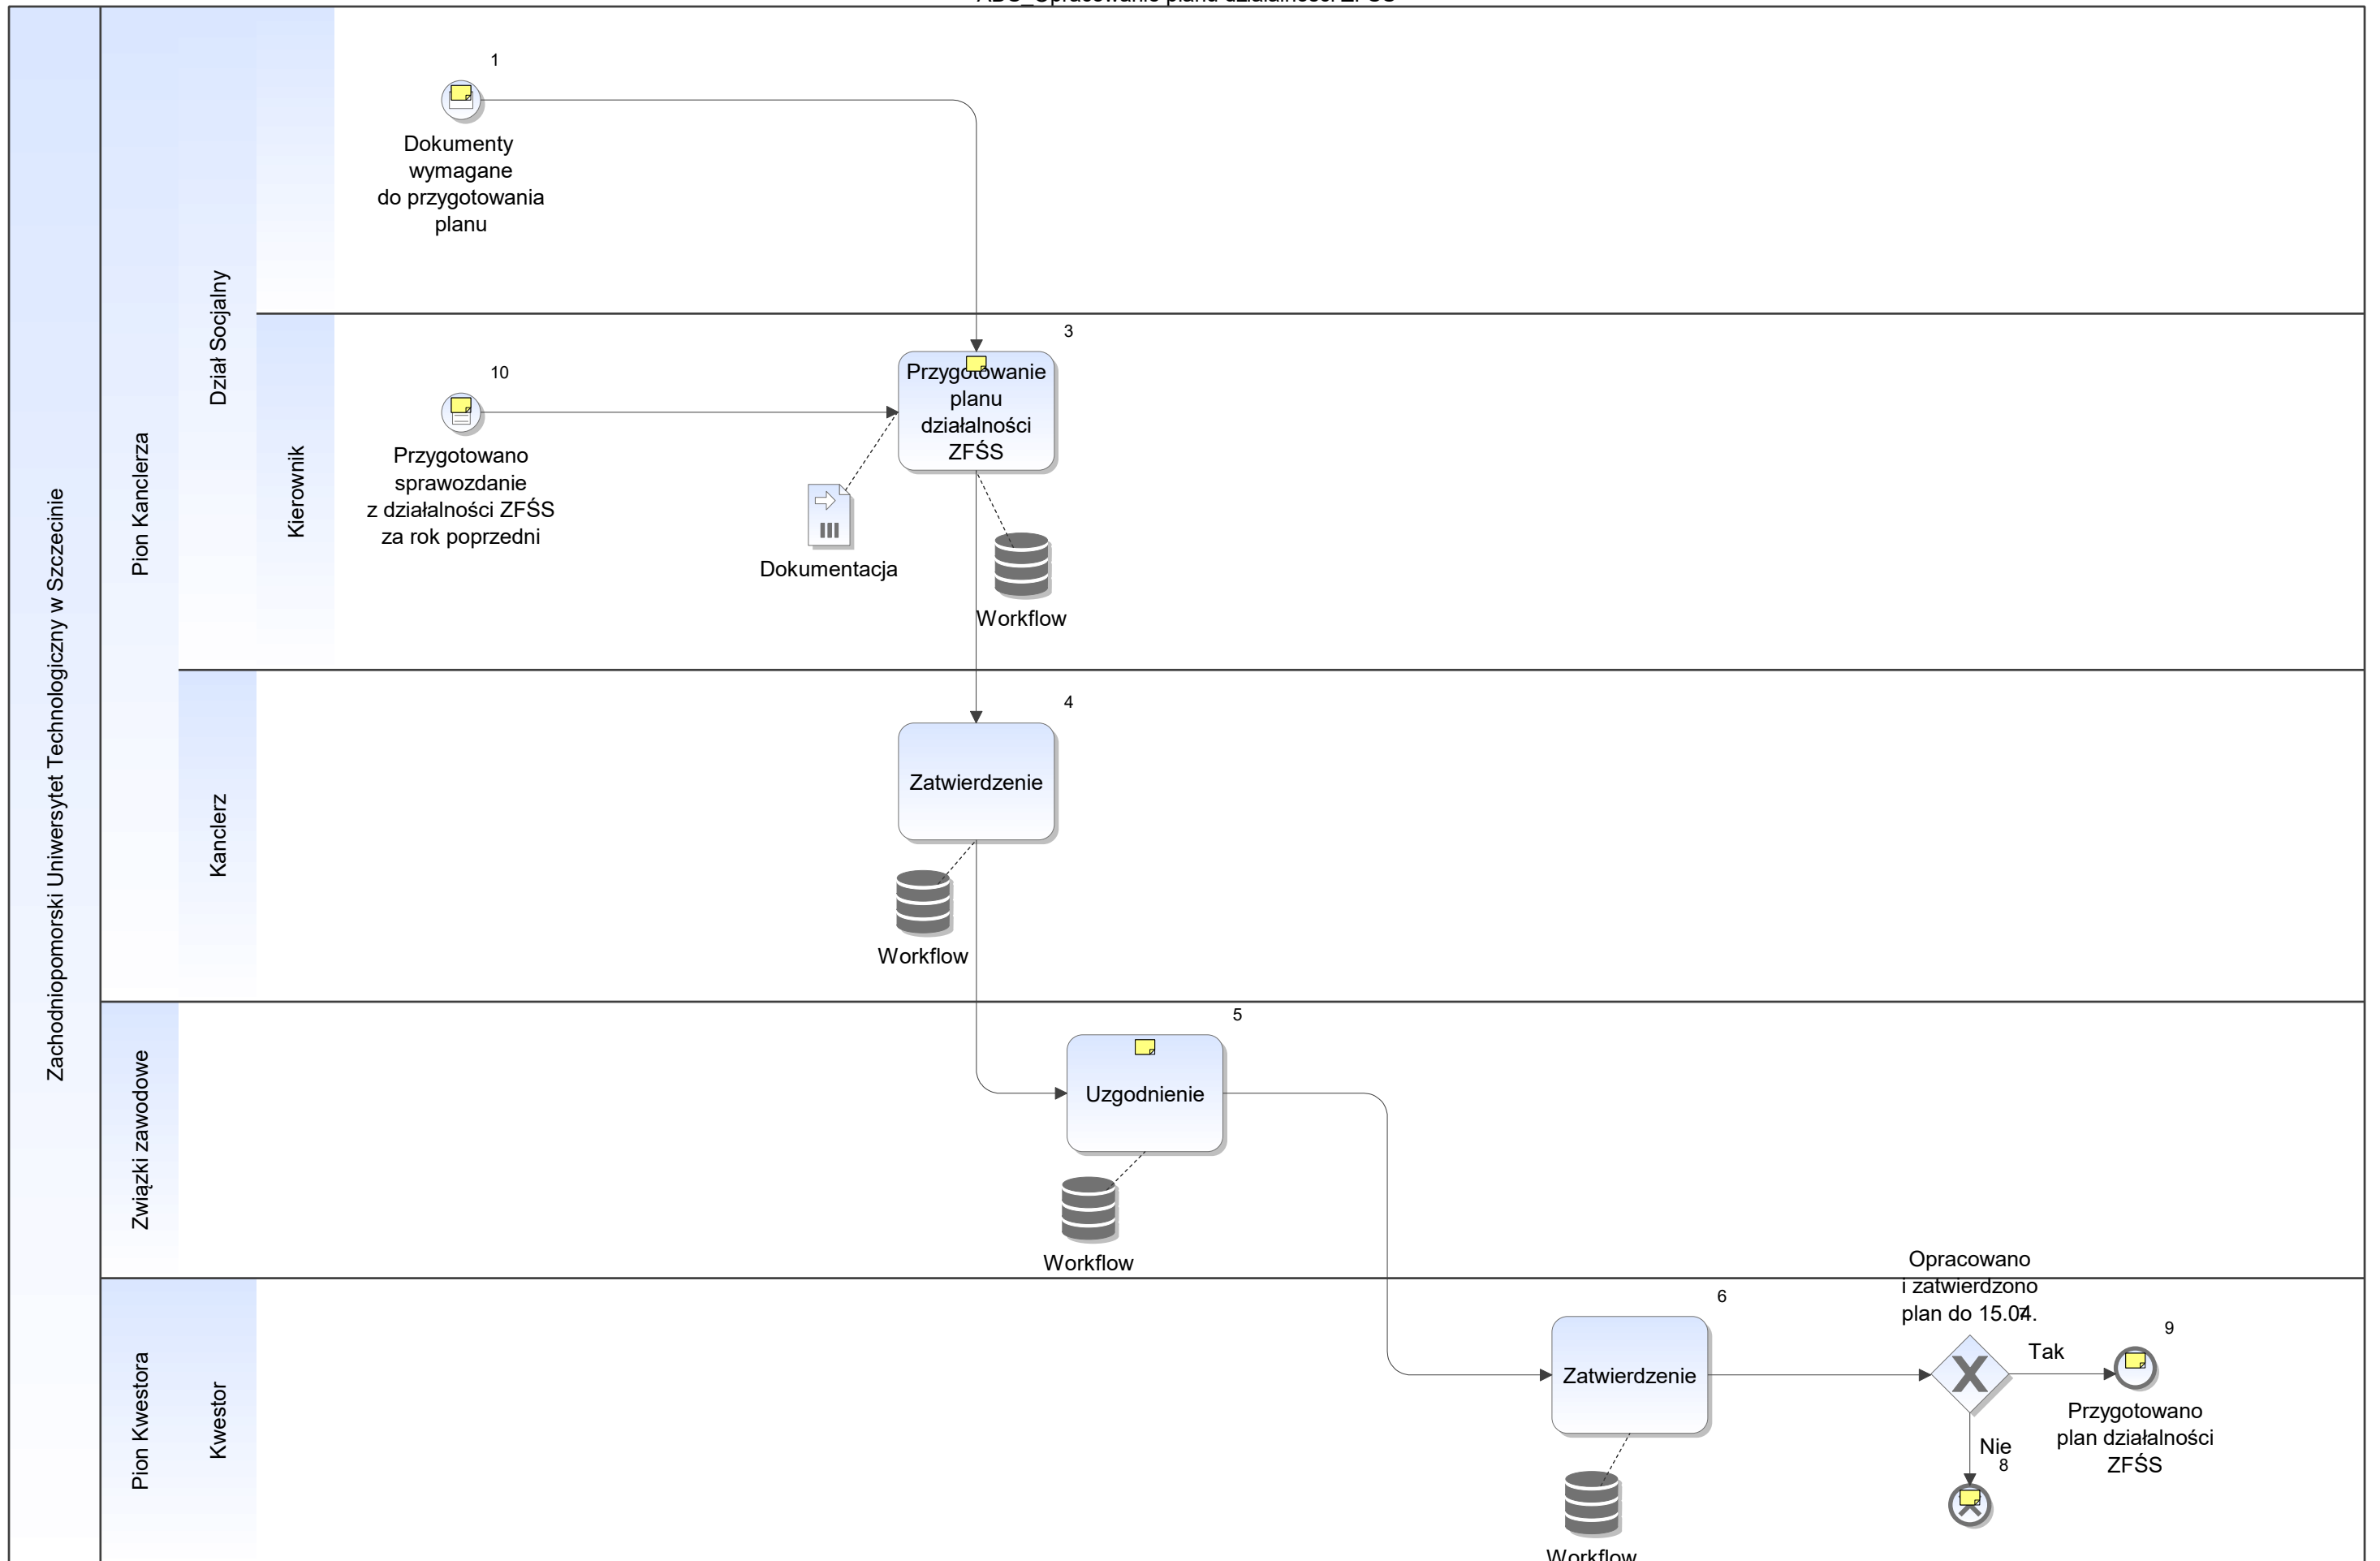 1
Dokumenty
wymagane
do przygotowania
planu
Zachodniopomorski Uniwersytet Technologiczny w Szczecinie
Pion Kanclerza
Dział Socjalny
Kierownik
10
Przygotowano
sprawozdanie
z działalności ZFŚS
za rok poprzedni
3
Przygotowanie
planu
działalności
ZFŚS
Dokumentacja
Workflow
Kanclerz
4
Zatwierdzenie
Workflow
Związki zawodowe
5
Uzgodnienie
Workflow
Pion Kwestora
Kwestor
6
Zatwierdzenie
Workflow
Opracowano
i zatwierdzono
plan do 15.04.
7
Tak
9
Przygotowano
plan działalności
ZFŚS
Nie
8